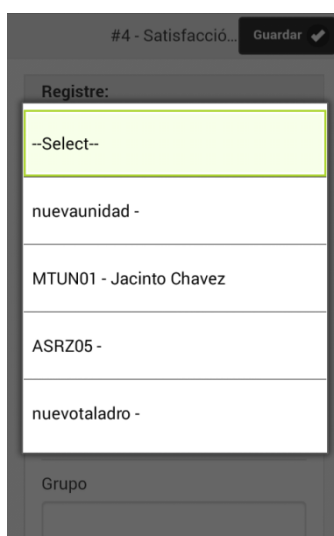 #4 - Satisfacció... Guardar
Registre:
--Select--
nuevaunidad -
MTUN01 - Jacinto Chavez
ASRZ05 -
nuevotaladro -
Grupo